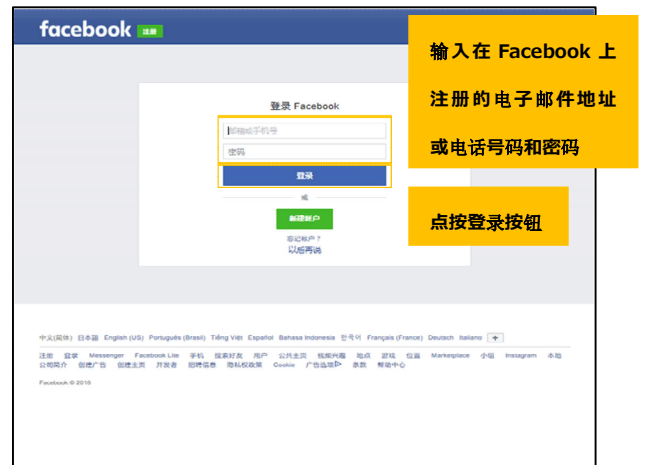 facebook 注册
输入在 Facebook 上
注册的电子邮件地址
或电话号码和密码
登录 Facebook
邮箱或手机号
密码
登录
或
新建帐户
忘记帐户？
以后再说
点按登录按钮
中文(简体) 日本語 English (US) Português (Brasil) Tiếng Việt Español Bahasa Indonesia 한국어 Français (France) Deutsch Italiano +
注册 登录 Messenger Facebook Lite 手机 搜索好友 用户 公共主页 视频兴趣 地点 游戏 位置 Marketplace 小组 Instagram 本地
公司简介 创建广告 创建主页 开发者 招聘信息 隐私权政策 Cookie 广告选项 条款 帮助中心